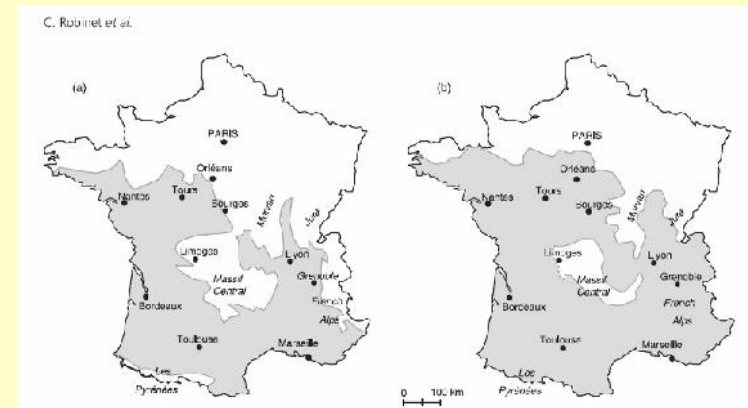 C. Robinet et al.
(a)
PARIS
Orléans
Nantes
Tours
Bourges
Morvan
Jura
Limoges
Lyon
Massif
Central
Grenoble
French
Alps
Bordeaux
Toulouse
Marseille
Les
Pyrénées
(b)
PARIS
Orléans
Nantes
Tours
Bourges
Morvan
Jura
Limoges
Lyon
Massif
Central
Grenoble
French
Alps
Bordeaux
Toulouse
Marseille
Los
Pyrénées
0 100 km